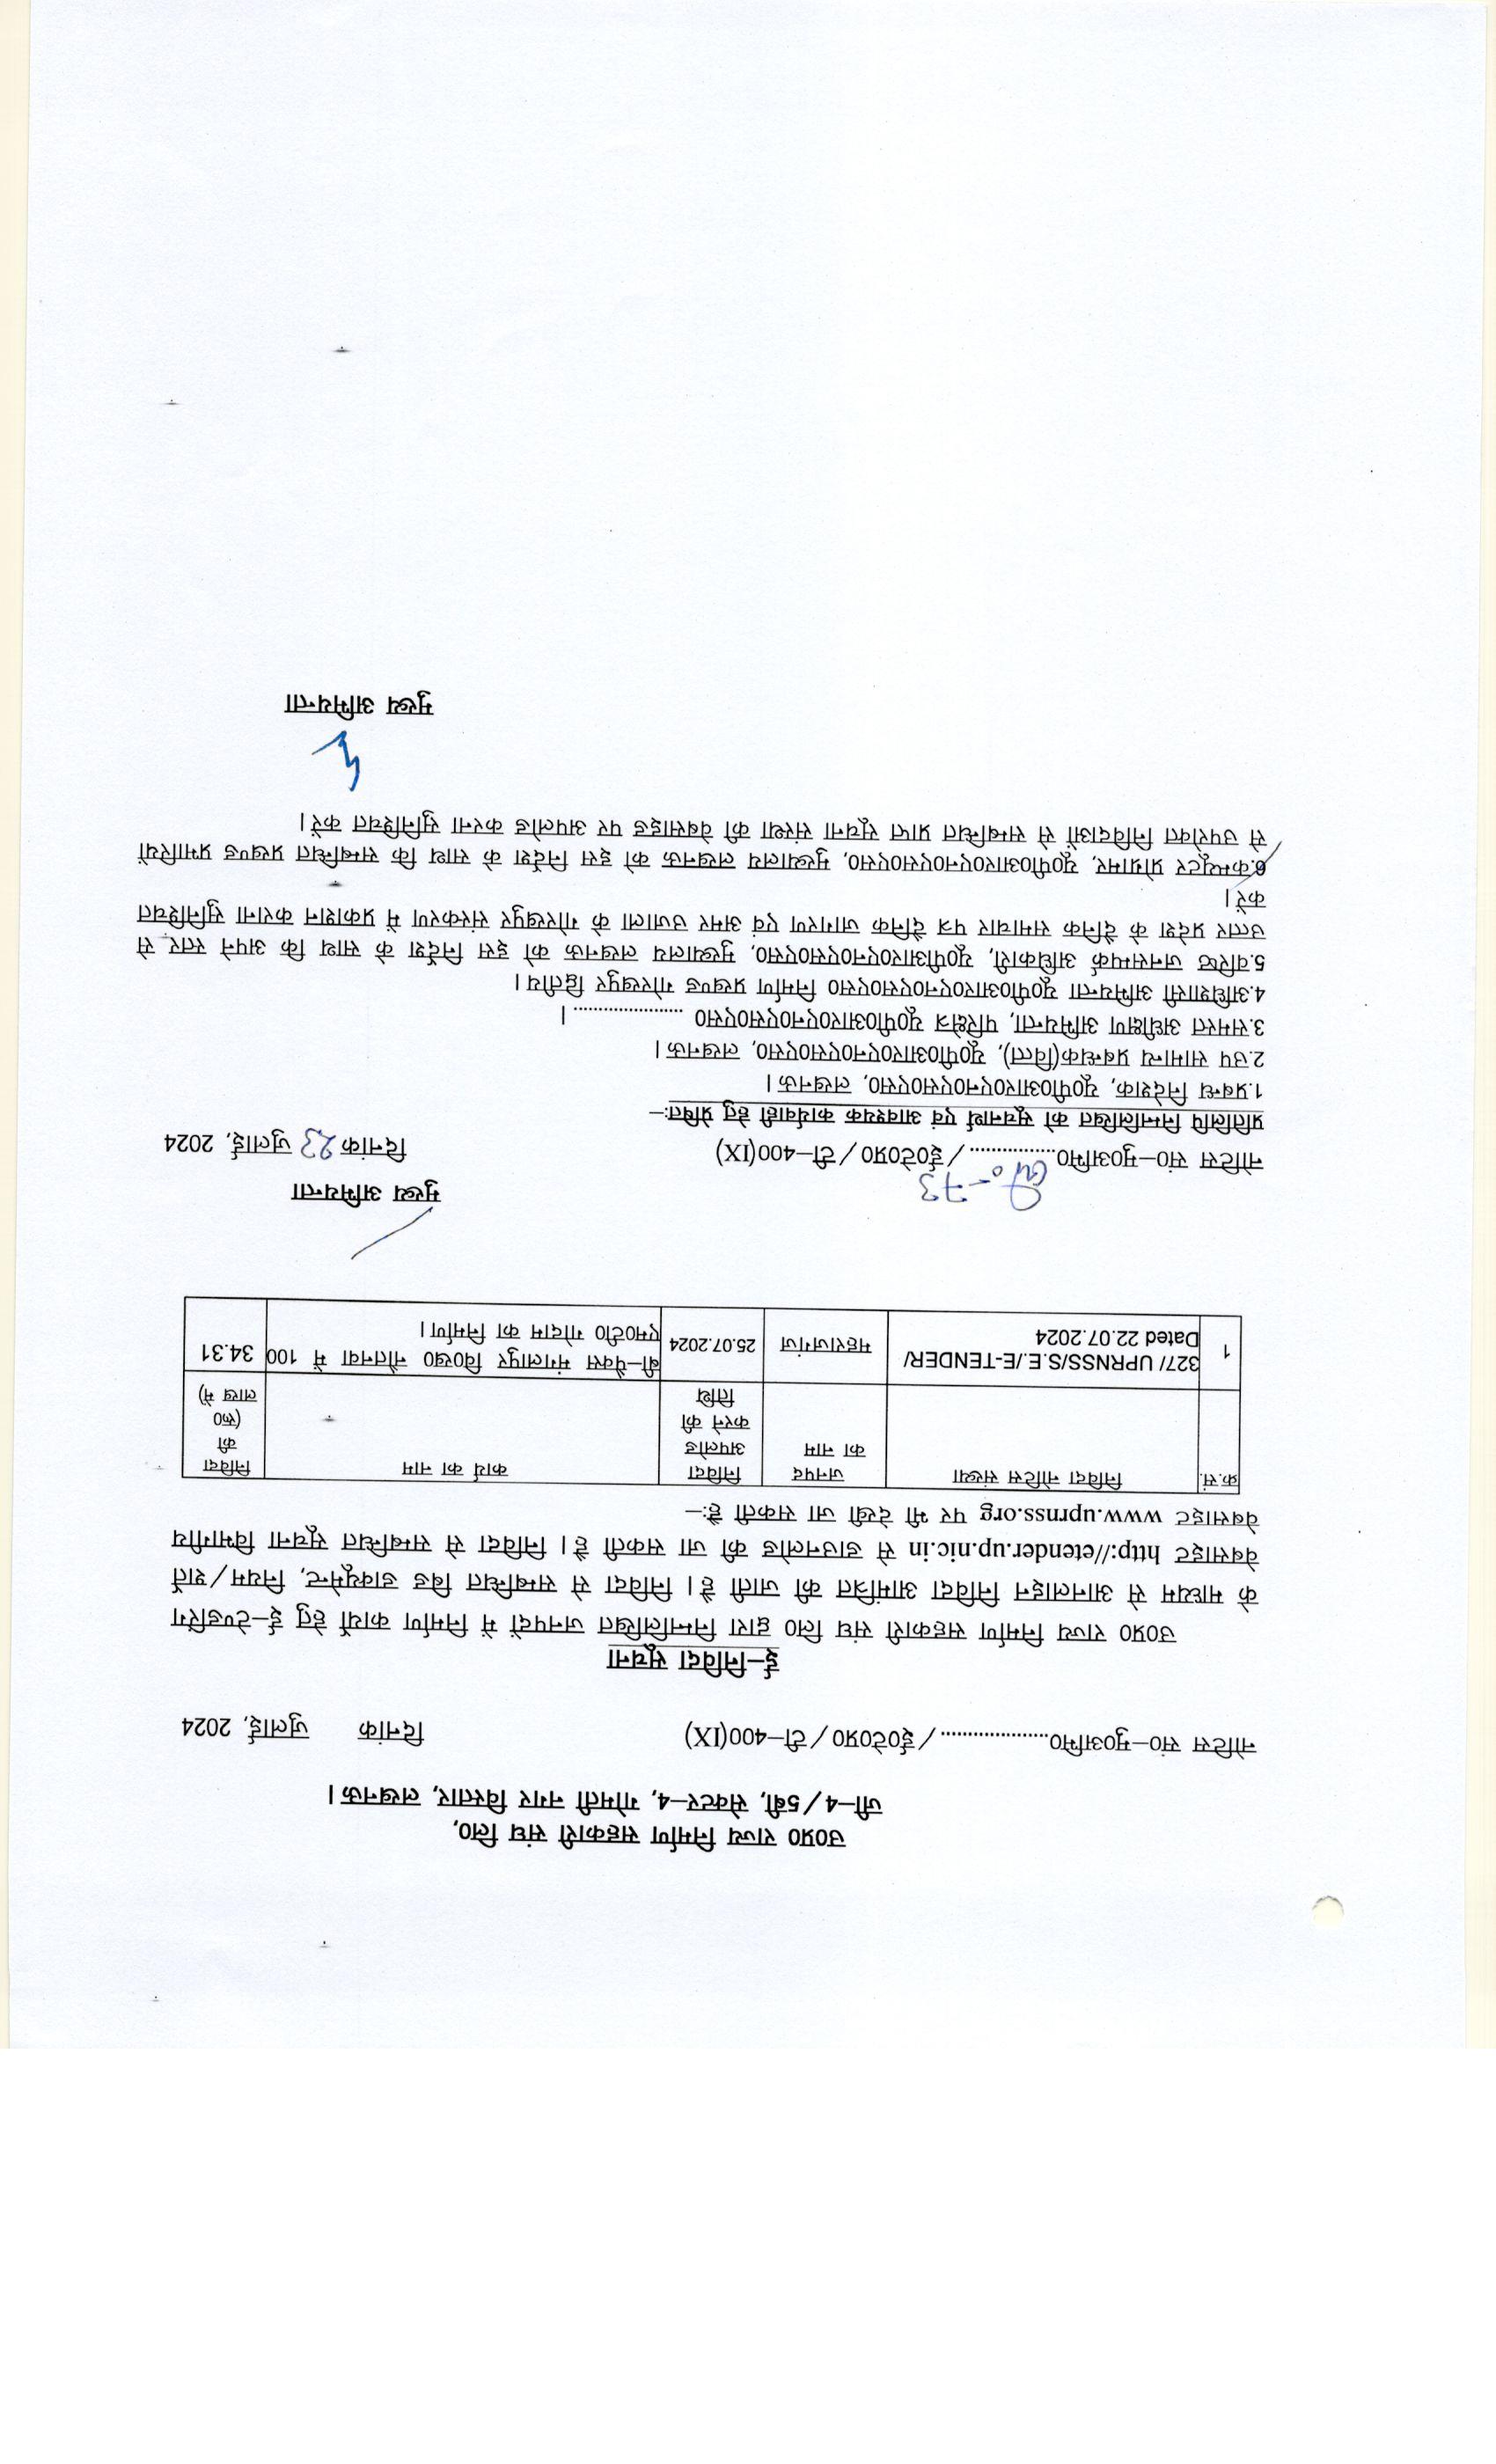 उ0प्र0 राज्य निर्माण सहकारी संघ लि0,
जी–4/5बी, सेक्टर–4, गोमती नगर विस्तार, लखनऊ।
नोटिस सं0–मु0अभि0.................... /ई0टे0प्र0/टी–400(IX) दिनांक जुलाई, 2024
ई–निविदा सूचना
उ0प्र0 राज्य निर्माण सहकारी संघ लि0 द्वारा निम्नलिखित जनपदों में निर्माण कार्यो हेतु ई–टेण्डरिंग
के माध्यम से आनलाइन निविदा आमंत्रित की जाती है। निविदा से सम्बन्धित बिड डाक्यूमेन्ट, नियम/शर्ते
वेबसाइट http://etender.up.nic.in से डाउनलोड की जा सकती है। निविदा से सम्बन्धित सूचना विभागीय
वेबसाइट www.uprnss.org पर भी देखी जा सकती हैः–
क्र.सं. निविदा नोटिस संख्या जनपद निविदा कार्य का नाम निविदा
का नाम अपलोड की
करने की (रू0
तिथि लाख में)
1 327/ UPRNSS/S.E./E-TENDER/ महराजगंज 25.07.2024 बी–पैक्स मंगलापुर वि0ख0 नौतनवा में 100 34.31
Dated 22.07.2024 एम0टी0 गोदाम का निर्माण।
मुख्य अभियन्ता
नोटिस सं0–मु0अभि0................ /ई0टे0प्र0/टी–400(IX) दिनांक 23 जुलाई, 2024
प्रतिलिपि निम्नलिखित को सूचनार्थ एवं आवश्यक कार्यवाही हेतु प्रेषितः–
1.प्रबन्ध निदेशक, यू0पी0आर0एन0एस0एस0, लखनऊ।
2.उप सामान्य प्रबन्धक(वित्त), यू0पी0आर0एन0एस0एस0, लखनऊ।
3.समस्त अधीक्षण अभियन्ता, परिक्षेत्र यू0पी0आर0एन0एस0एस0 ......................।
4.अधिशासी अभियन्ता यू0पी0आर0एन0एस0एस0 निर्माण प्रखण्ड गोरखपुर द्वितीय।
5.वरिष्ठ जनसम्पर्क अधिकारी, यू0पीआर0एन0एस0एस0, मुख्यालय लखनऊ को इस निर्देश के साथ कि अपने स्तर से
उत्तर प्रदेश के दैनिक समाचार पत्र दैनिक जागरण एवं अमर उजाला के गोरखपुर संस्करण में प्रकाशन कराना सुनिश्चित
करें।
6.कम्प्यूटर प्रोग्रामर, यू0पी0आर0एन0एस0एस0, मुख्यालय लखनऊ को इस निर्देश के साथ कि सम्बन्धित प्रखण्ड प्रभारियों
से उपरोक्त निविदाओं से सम्बन्धित प्राप्त सूचना संस्था की वेबसाइड पर अपलोड करना सुनिश्चित करें।
मुख्य अभियन्ता